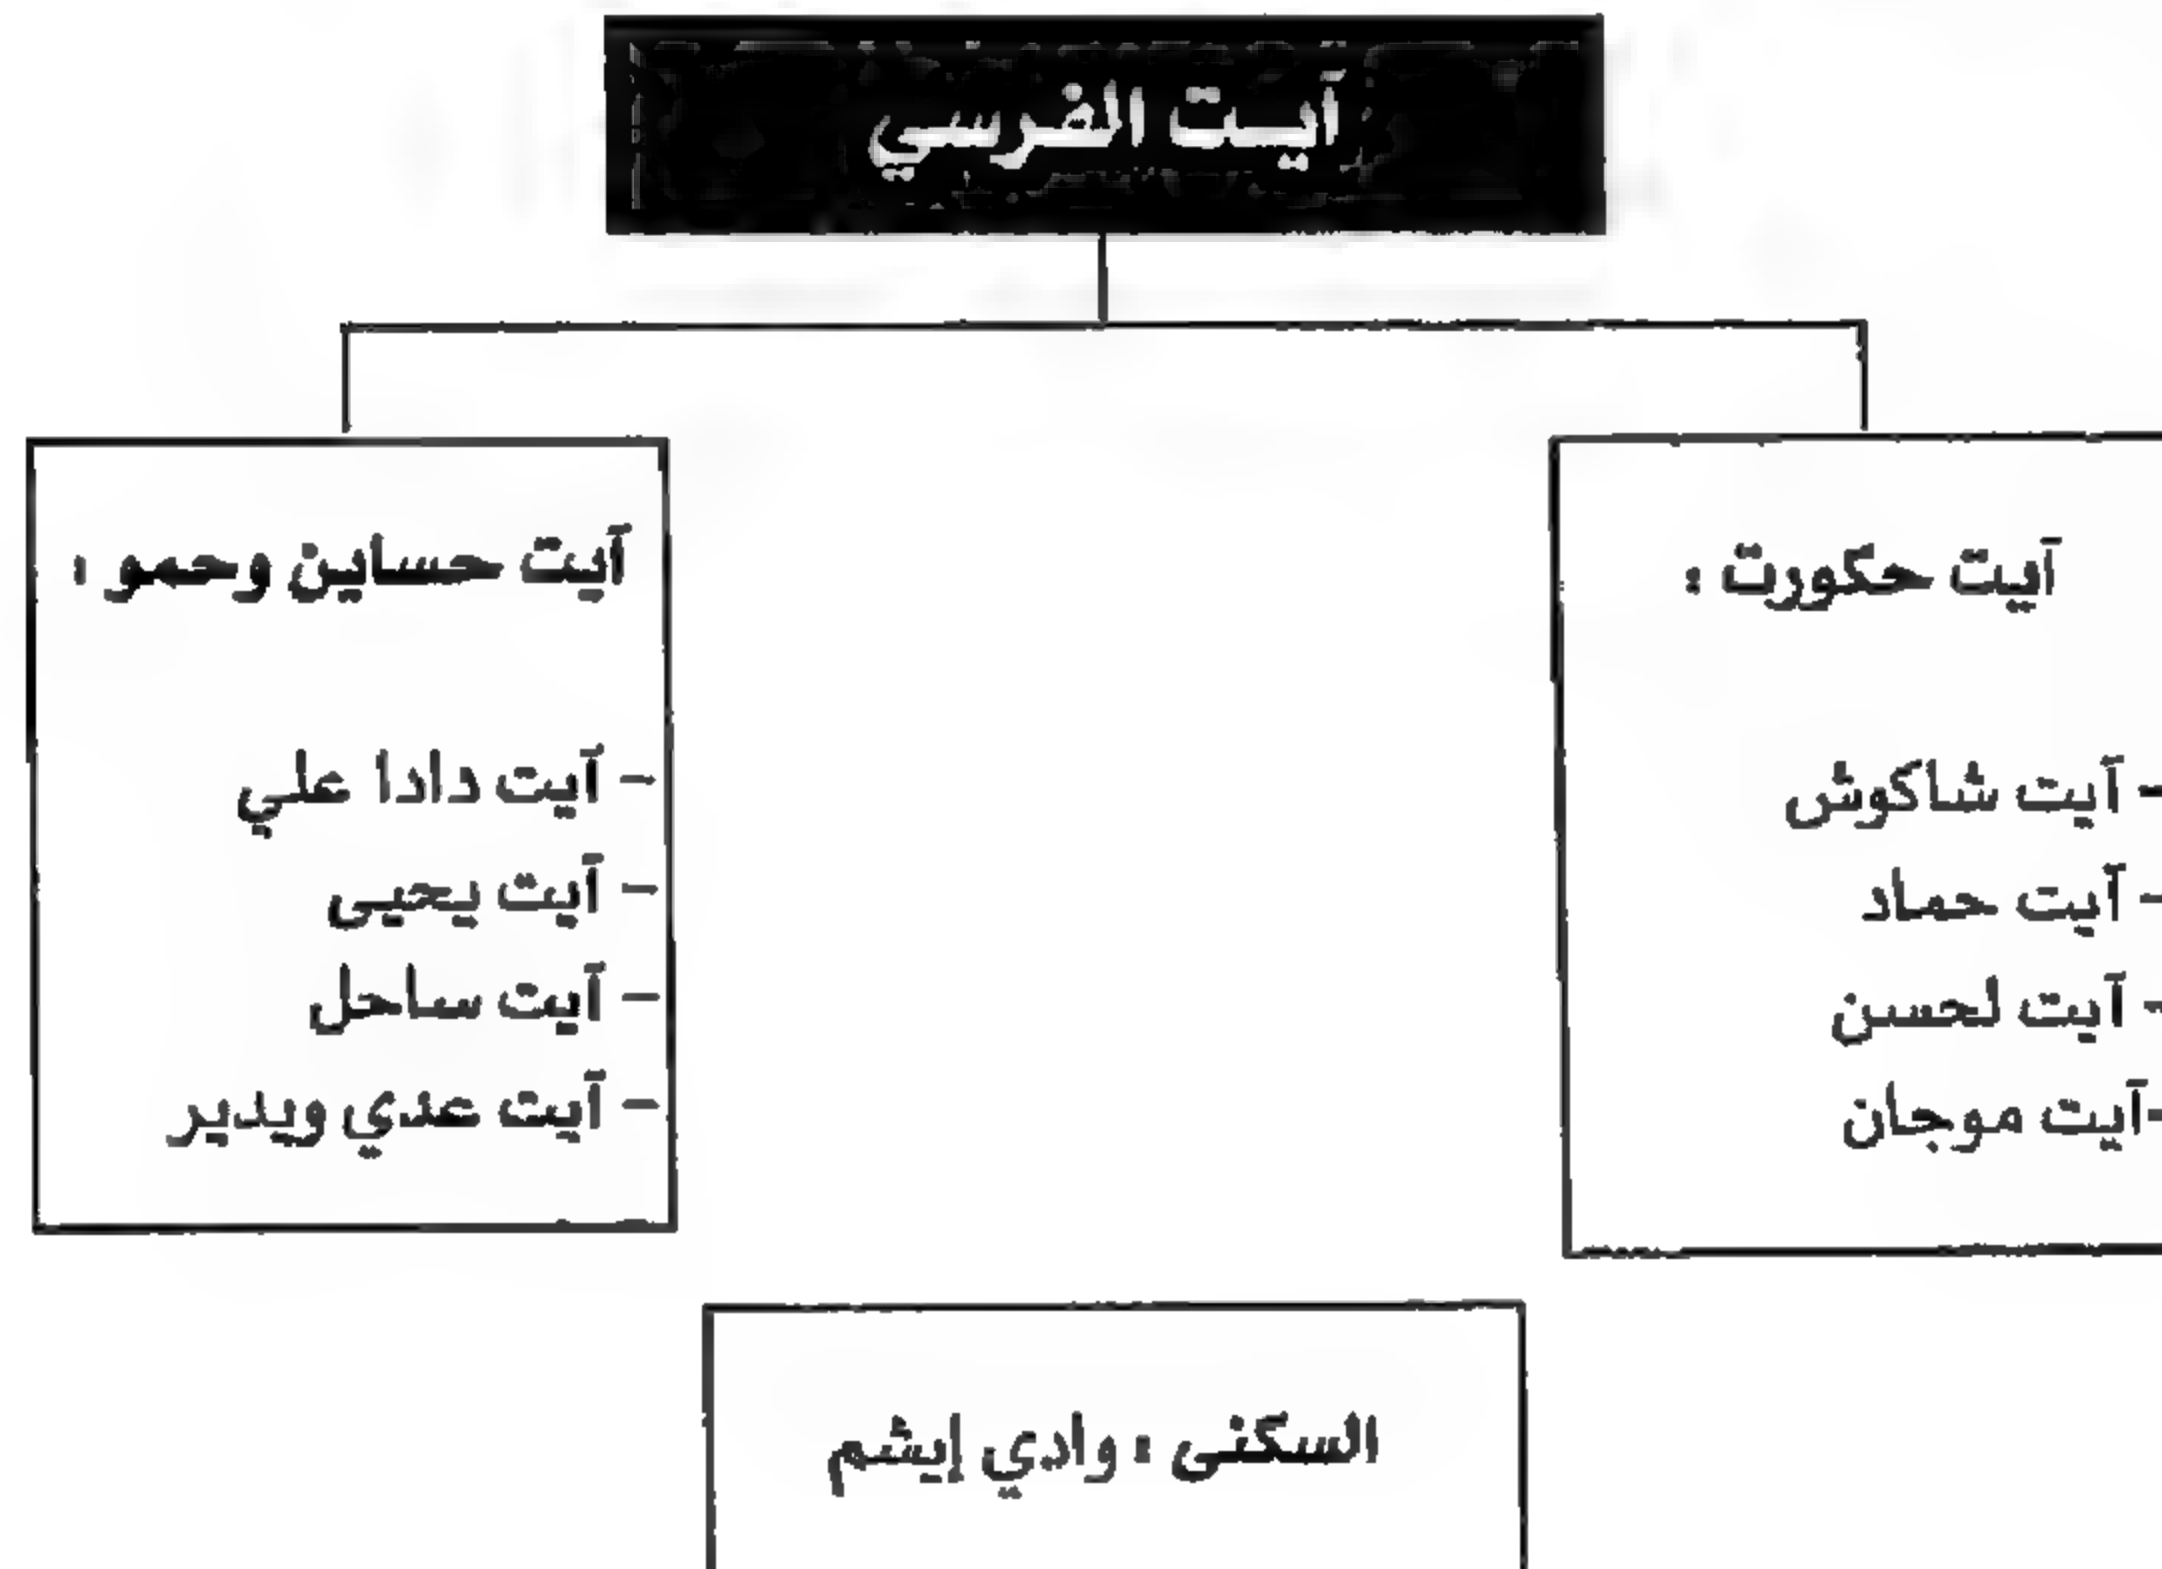 آيت الفرسي
آيت حكورت :
- آيت شاكوش
- آيت حماد
- آيت لحسن
-آيت موجان
آيت حساين وحمو :
- آيت دادا علي
- آيت يحيى
- آيت ساحل
- آيت عدي ويدير
السكنى : وادي إيشم